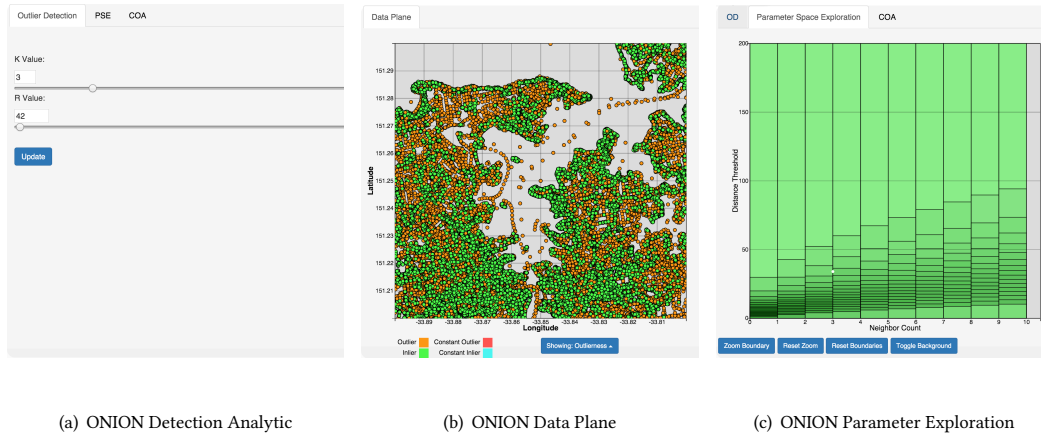 Outlier Detection PSE COA
K Value:
3
R Value:
42
Update
Data Plane
151.29
151.28
151.27
151.26
151.25
151.24
151.23
151.22
151.21
Latitude
-33.89 -33.88 -33.87 -33.86 -33.85 -33.84 -33.83 -33.82 -33.81
Longitude
Outlier Constant Outlier
Inlier Constant Inlier
Showing: Outlierness
OD Parameter Space Exploration COA
200
150
100
50
0
Distance Threshold
0 1 2 3 4 5 6 7 8 9 10
Neighbor Count
Zoom Boundary Reset Zoom Reset Boundaries Toggle Background
(a) ONION Detection Analytic
(b) ONION Data Plane
(c) ONION Parameter Exploration